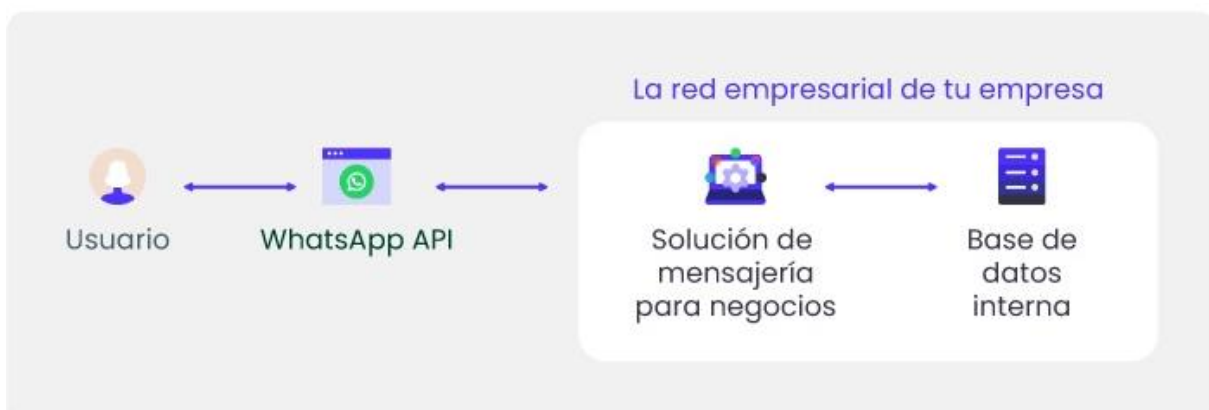 La red empresarial de tu empresa
Usuario
WhatsApp API
Solución de
mensajería
para negocios
Base de
datos
interna